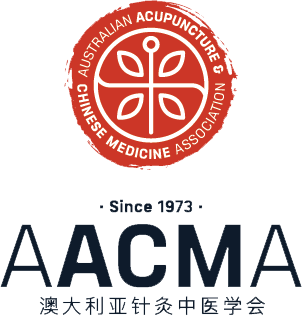 AUSTRALIAN ACUPUNCTURE &
CHINESE MEDICINE ASSOCIATION
· Since 1973 ·
AACMA
澳大利亚针灸中医学会